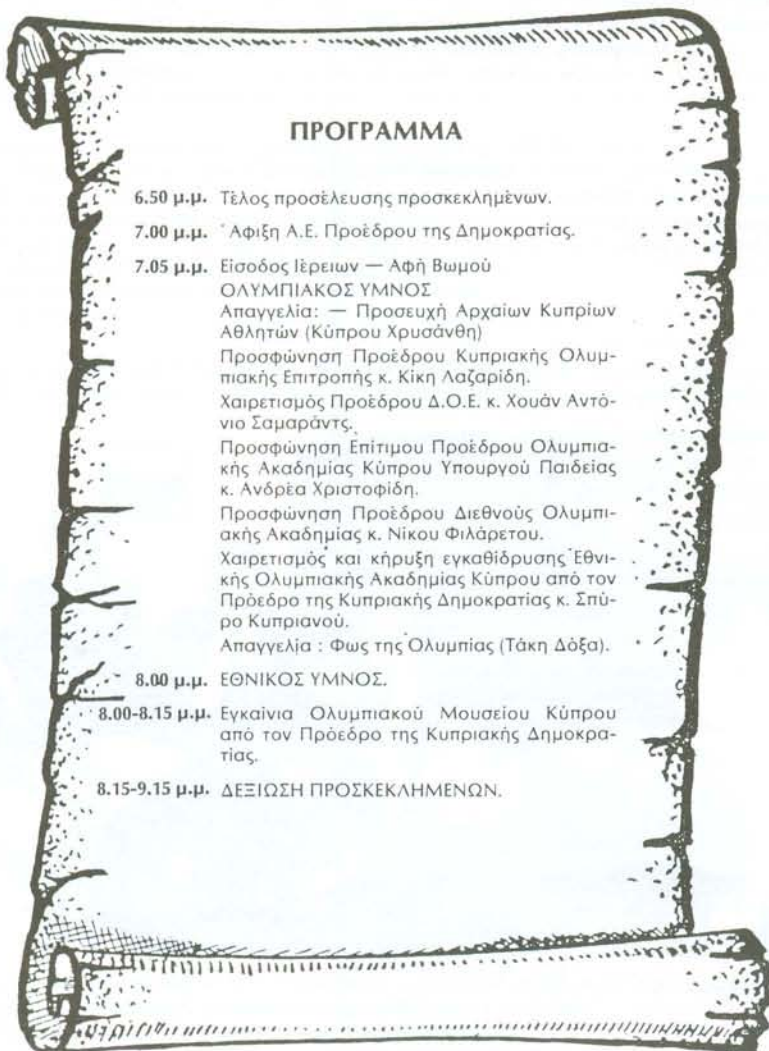 ΠΡΟΓΡΑΜΜΑ
6.50 μ.μ. Τέλος προσέλευσης προσκεκλημένων.
7.00 μ.μ. Άφιξη Α.Ε. Προέδρου της Δημοκρατίας.
7.05 μ.μ. Είσοδος Ιέρειων — Αφή Βωμού
ΟΛΥΜΠΙΑΚΟΣ ΥΜΝΟΣ
Απαγγελία: — Προσευχή Αρχαίων Κυπρίων
Αθλητών (Κύπρου Χρυσάνθη)
Προσφώνηση Προέδρου Κυπριακής Ολυμ-
πιακής Επιτροπής κ. Κίκη Λαζαρίδη.
Χαιρετισμός Προέδρου Δ.Ο.Ε. κ. Χουάν Αντό-
νιο Σαμαράντς.
Προσφώνηση Επίτιμου Προέδρου Ολυμπια-
κής Ακαδημίας Κύπρου Υπουργού Παιδείας
κ. Ανδρέα Χριστοφίδη.
Προσφώνηση Προέδρου Διεθνούς Ολυμπι-
ακής Ακαδημίας κ. Νίκου Φιλάρετου.
Χαιρετισμός και κήρυξη εγκαθίδρυσης Εθνι-
κής Ολυμπιακής Ακαδημίας Κύπρου από τον
Πρόεδρο της Κυπριακής Δημοκρατίας κ. Σπύ-
ρο Κυπριανού.
Απαγγελία : Φως της Ολυμπίας (Τάκη Δόξα).
8.00 μ.μ. ΕΘΝΙΚΟΣ ΥΜΝΟΣ.
8.00-8.15 μ.μ. Εγκαίνια Ολυμπιακού Μουσείου Κύπρου
από τον Πρόεδρο της Κυπριακής Δημοκρα-
τίας.
8.15-9.15 μ.μ. ΔΕΞΙΩΣΗ ΠΡΟΣΚΕΚΛΗΜΕΝΩΝ.